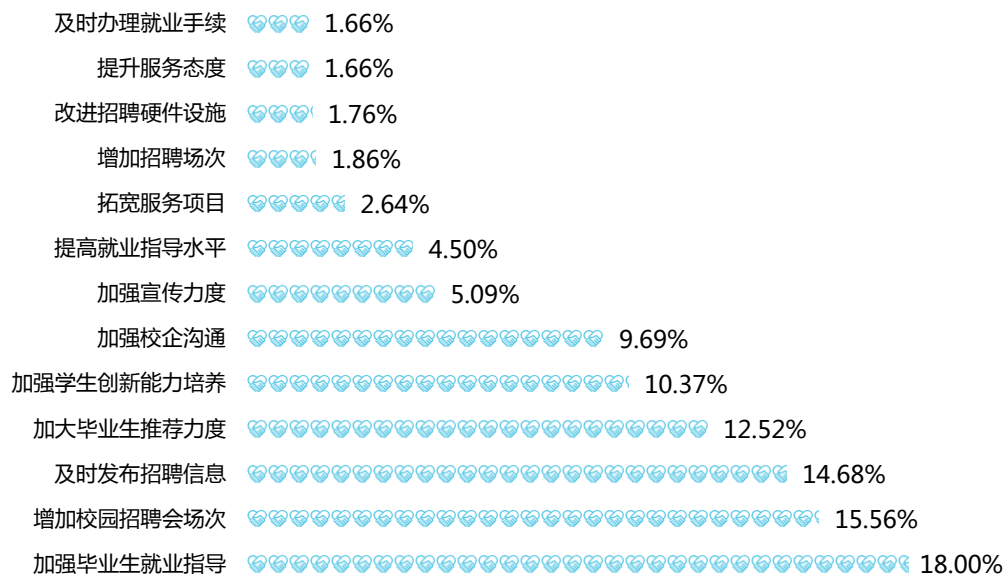 及时办理就业手续 1.66%
提升服务态度 1.66%
改进招聘硬件设施 1.76%
增加招聘场次 1.86%
拓宽服务项目 2.64%
提高就业指导水平 4.50%
加强宣传力度 5.09%
加强校企沟通 9.69%
加强学生创新能力培养 10.37%
加大毕业生推荐力度 12.52%
及时发布招聘信息 14.68%
增加校园招聘会场次 15.56%
加强毕业生就业指导 18.00%